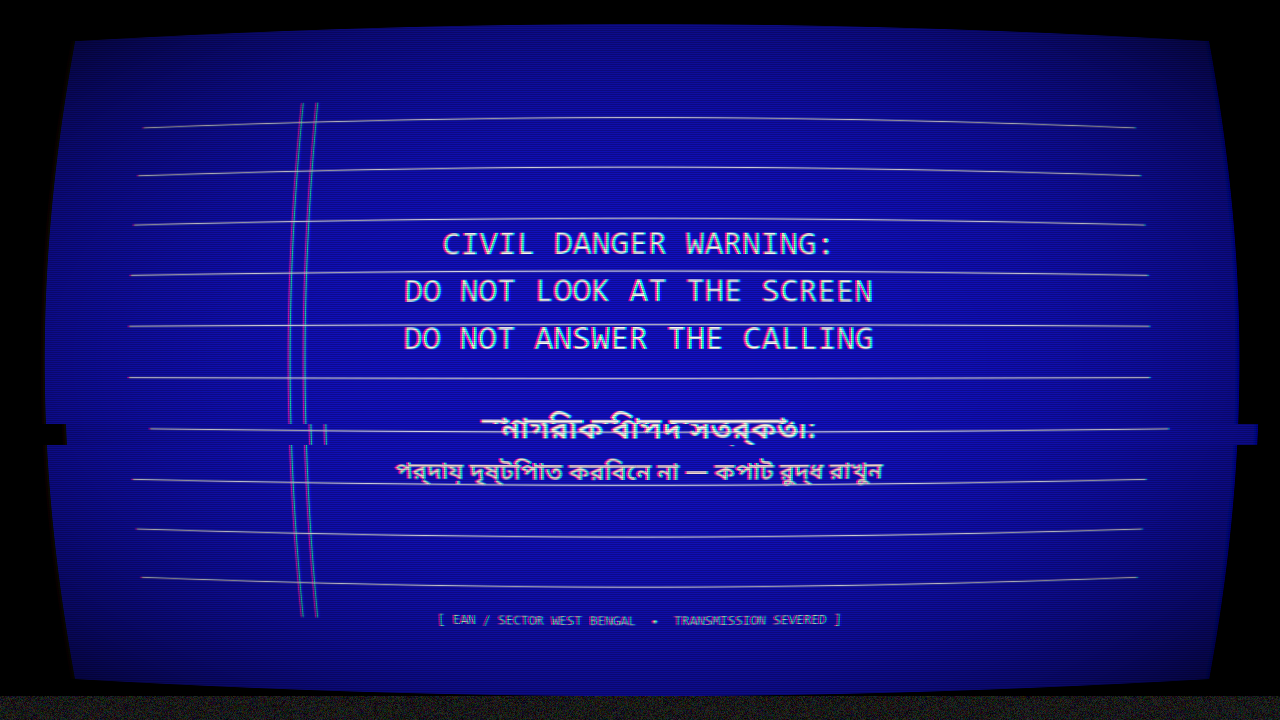 CIVIL DANGER WARNING:
DO NOT LOOK AT THE SCREEN
DO NOT ANSWER THE CALLING
নাগরিক বিপদ সতর্কতা:
পর্দায় দৃষ্টিপাত করবেন না — কপাট রুদ্ধ রাখুন
[ EAN / SECTOR WEST BENGAL • TRANSMISSION SEVERED ]